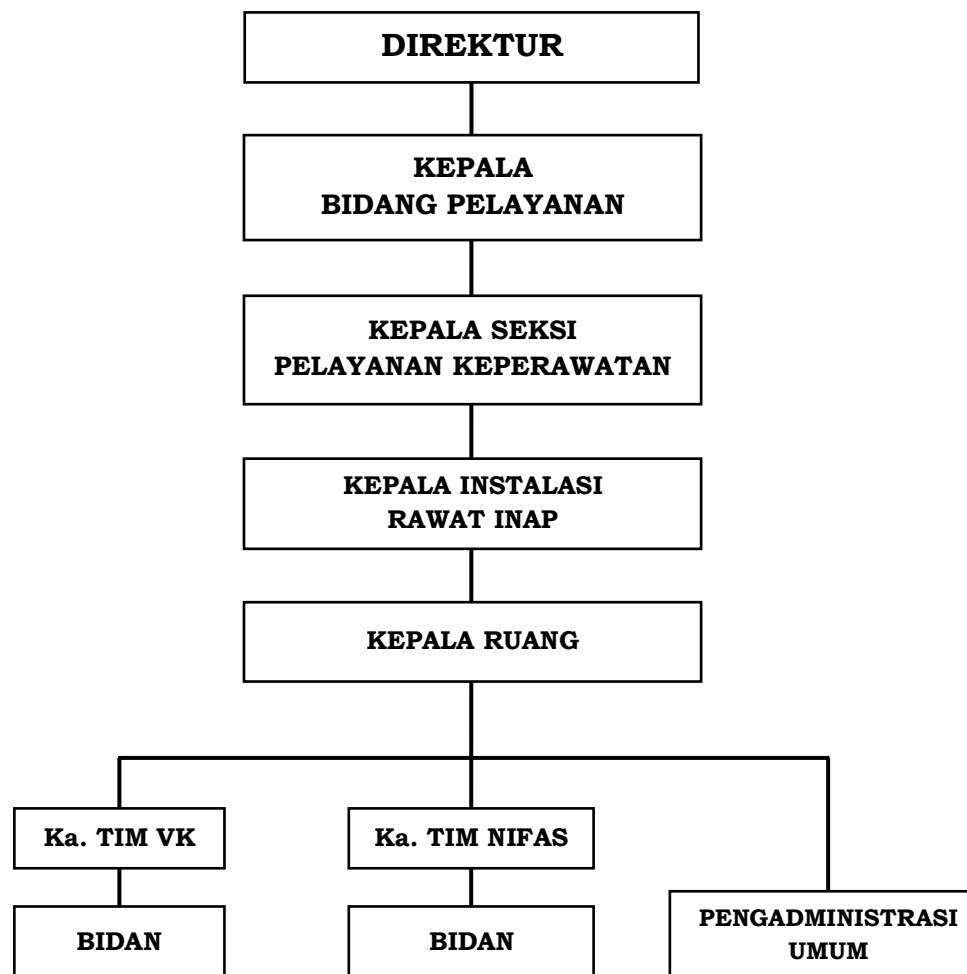 DIREKTUR
KEPALA
BIDANG PELAYANAN
KEPALA SEKSI
PELAYANAN KEPERAWATAN
KEPALA INSTALASI
RAWAT INAP
KEPALA RUANG
Ka. TIM VK
Ka. TIM NIFAS
BIDAN
BIDAN
PENGADMINISTRASI
UMUM